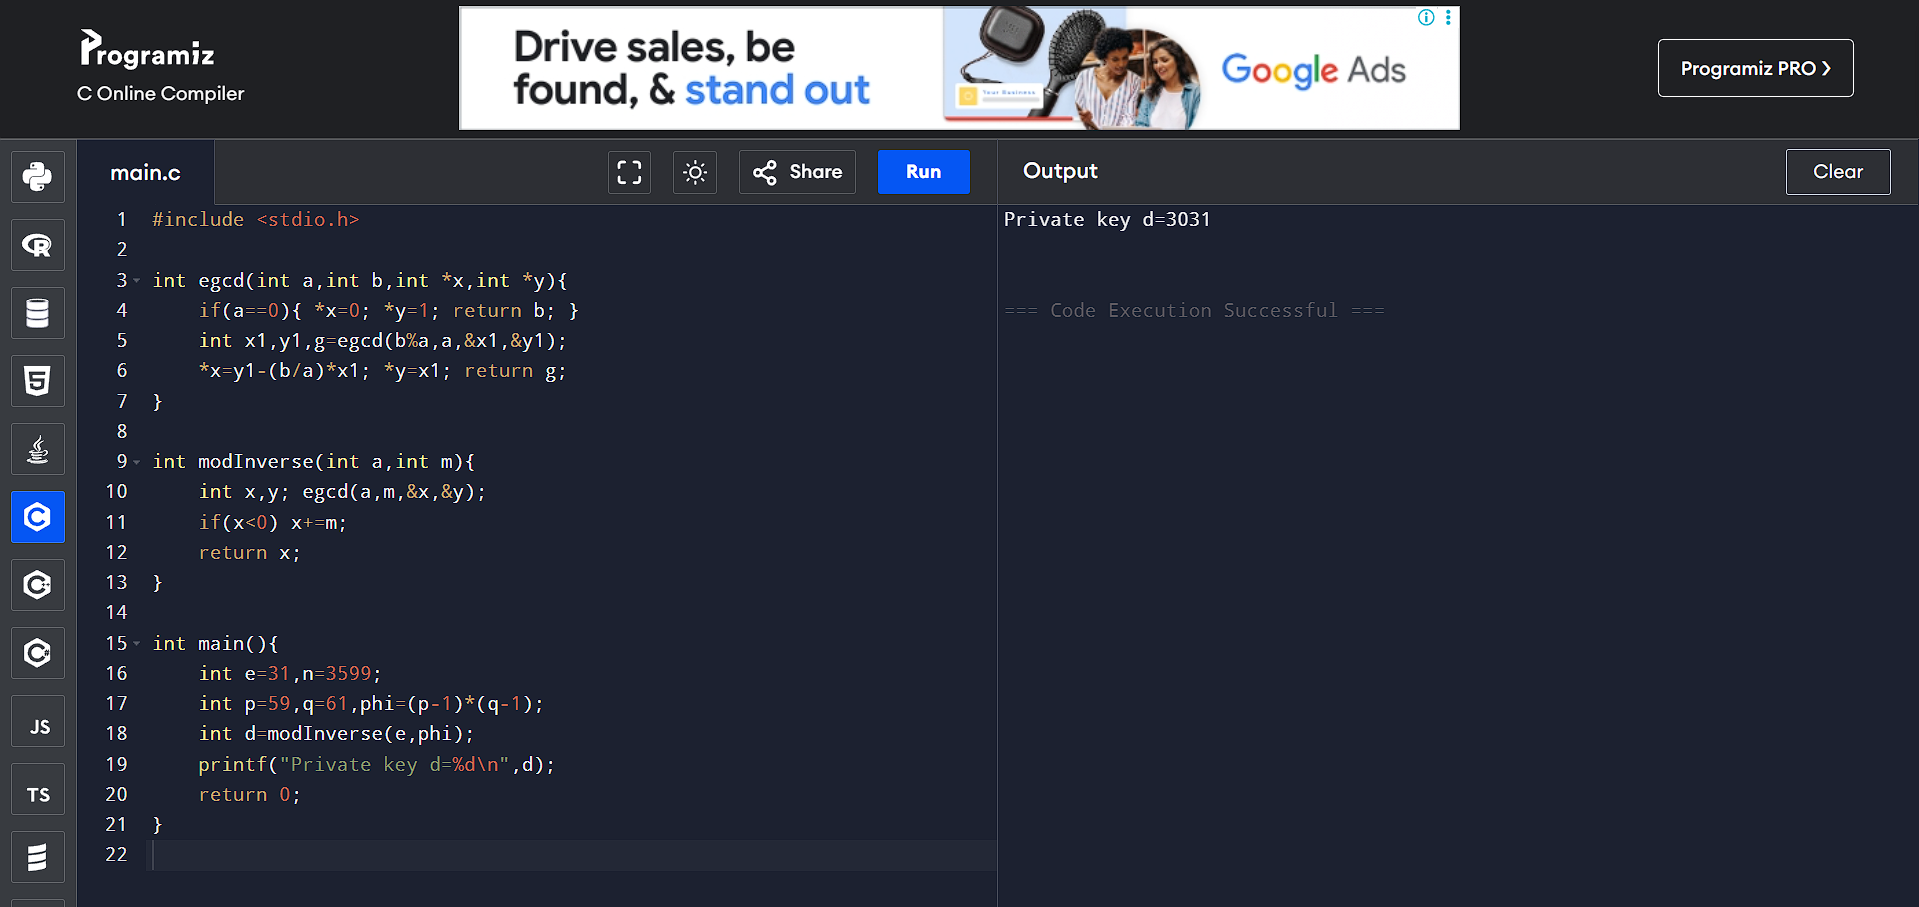 Programiz
C Online Compiler
Drive sales, be
found, & stand out
Your Business
Google Ads
Programiz PRO ❯
main.c
Share
Run
Output
Clear
1 #include <stdio.h>
2
3 int egcd(int a,int b,int *x,int *y){
4     if(a==0){ *x=0; *y=1; return b; }
5     int x1,y1,g=egcd(b%a,a,&x1,&y1);
6     *x=y1-(b/a)*x1; *y=x1; return g;
7 }
8
9 int modInverse(int a,int m){
10     int x,y; egcd(a,m,&x,&y);
11     if(x<0) x+=m;
12     return x;
13 }
14
15 int main(){
16     int e=31,n=3599;
17     int p=59,q=61,phi=(p-1)*(q-1);
18     int d=modInverse(e,phi);
19     printf("Private key d=%d\n",d);
20     return 0;
21 }
22
Private key d=3031
=== Code Execution Successful ===
R
5
C
C++
C#
JS
TS